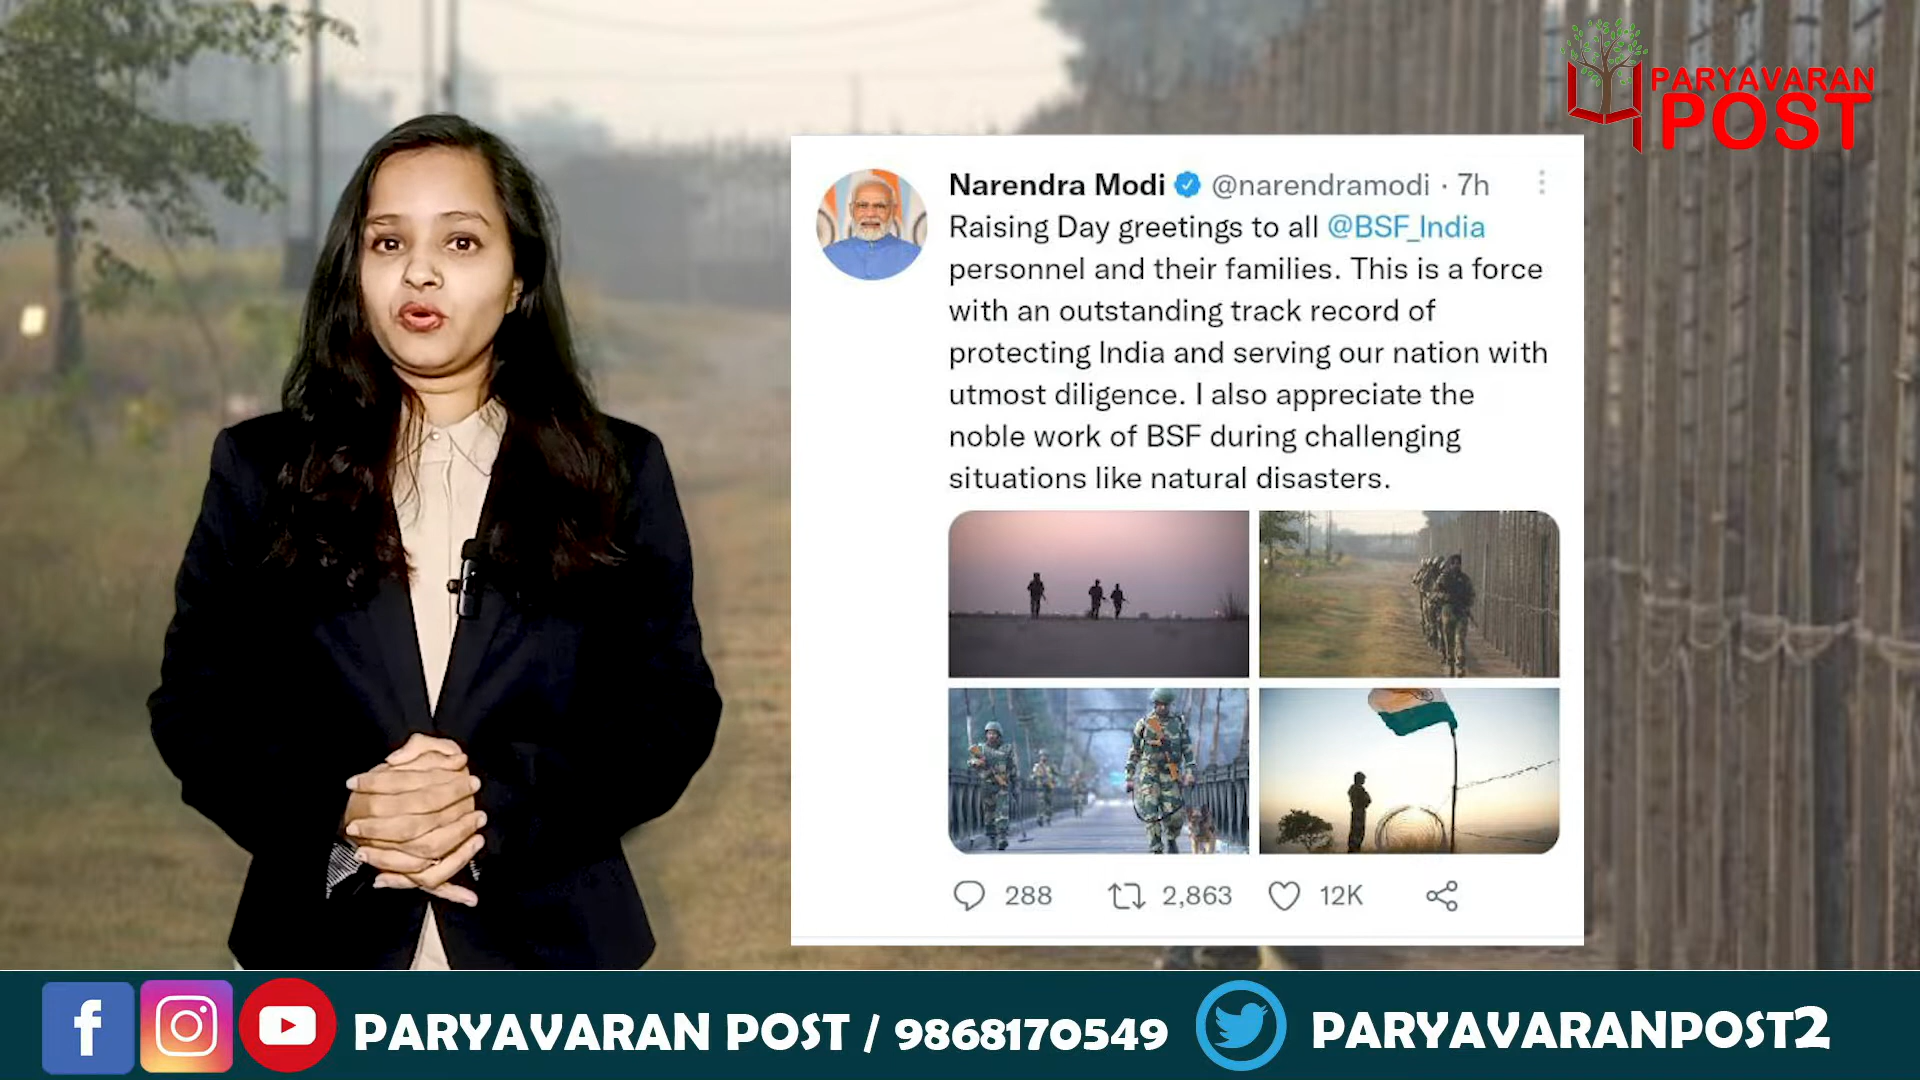 PARYAVARAN
POST
Narendra Modi @narendramodi · 7h
Raising Day greetings to all @BSF_India
personnel and their families. This is a force
with an outstanding track record of
protecting India and serving our nation with
utmost diligence. I also appreciate the
noble work of BSF during challenging
situations like natural disasters.
288 2,863 12K
PARYAVARAN POST / 9868170549 PARYAVARANPOST2